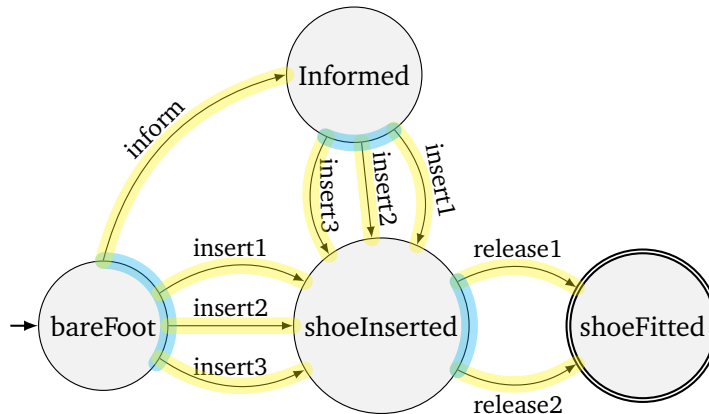 Informed
inform
insert3
insert2
insert1
insert1
release1
bareFoot
insert2
shoeInserted
shoeFitted
insert3
release2